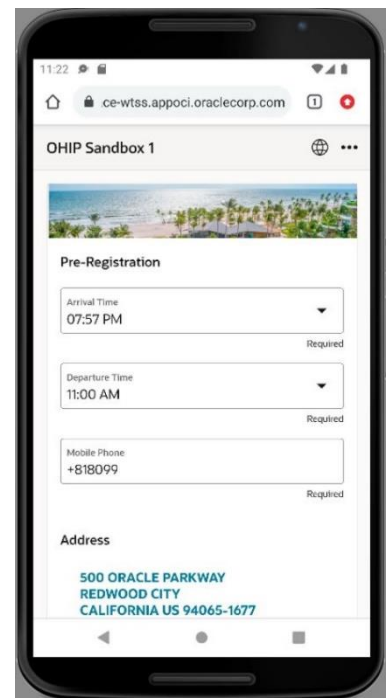 11:22
ce-wtss.appoci.oraclecorp.com
1
OHIP Sandbox 1
Pre-Registration
Arrival Time
07:57 PM
Required
Departure Time
11:00 AM
Required
Mobile Phone
+818099
Required
Address
500 ORACLE PARKWAY
REDWOOD CITY
CALIFORNIA US 94065-1677